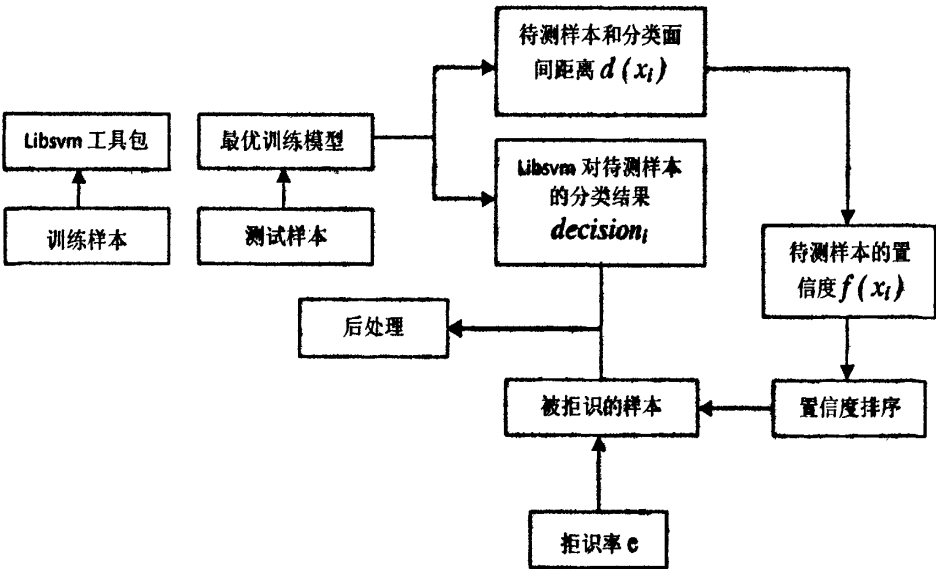 待测样本和分类面
间距离 d (x_i)
Libsvm 工具包
最优训练模型
Libsvm 对待测样本
的分类结果
decision_i
训练样本
测试样本
待测样本的置
信度 f (x_i)
后处理
被拒识的样本
置信度排序
拒识率 e